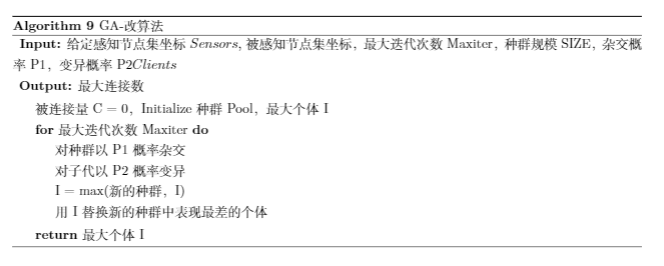 Algorithm 9 GA-改算法
Input: 给定感知节点集坐标 Sensors, 被感知节点集坐标，最大迭代次数 Maxiter，种群规模 SIZE，杂交概
率 P1，变异概率 P2Clients
Output: 最大连接数
被连接量 C = 0，Initialize 种群 Pool，最大个体 I
for 最大迭代次数 Maxiter do
对种群以 P1 概率杂交
对子代以 P2 概率变异
I = max(新的种群，I)
用 I 替换新的种群中表现最差的个体
return 最大个体 I